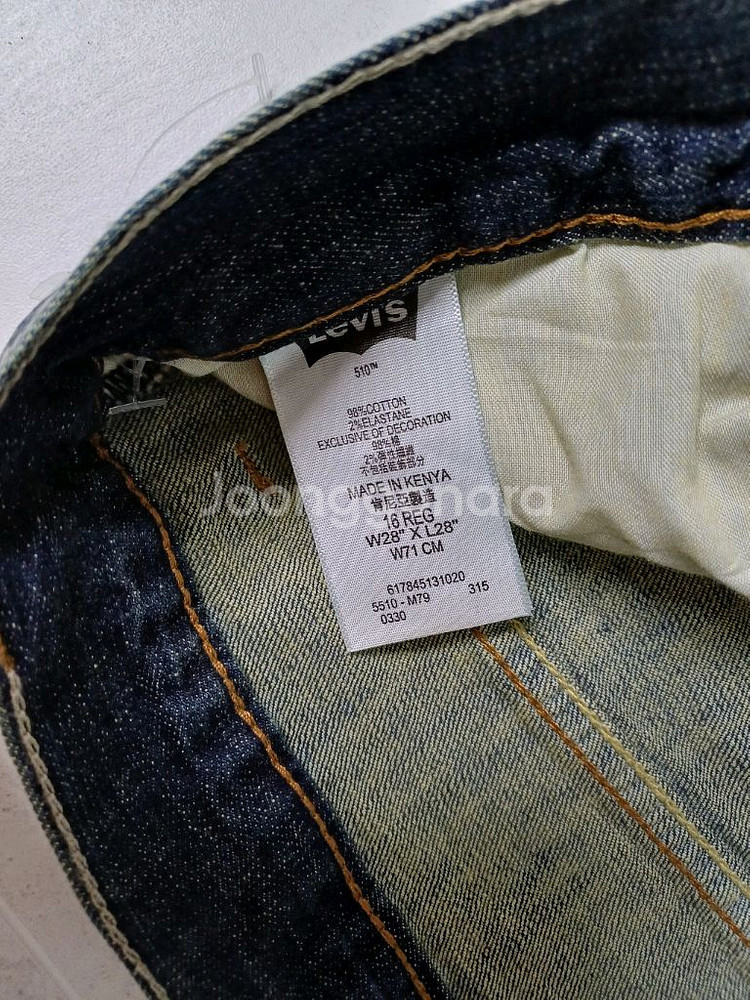 Levi's
510™
98%COTTON
2%ELASTANE
EXCLUSIVE OF DECORATION
98%棉
2%彈性纖維
不包括裝飾部分
MADE IN KENYA
肯尼亞製造
16 REG
W28" X L28"
W71 CM
617845131020
5510 - M79 315
0330
Joonggonara